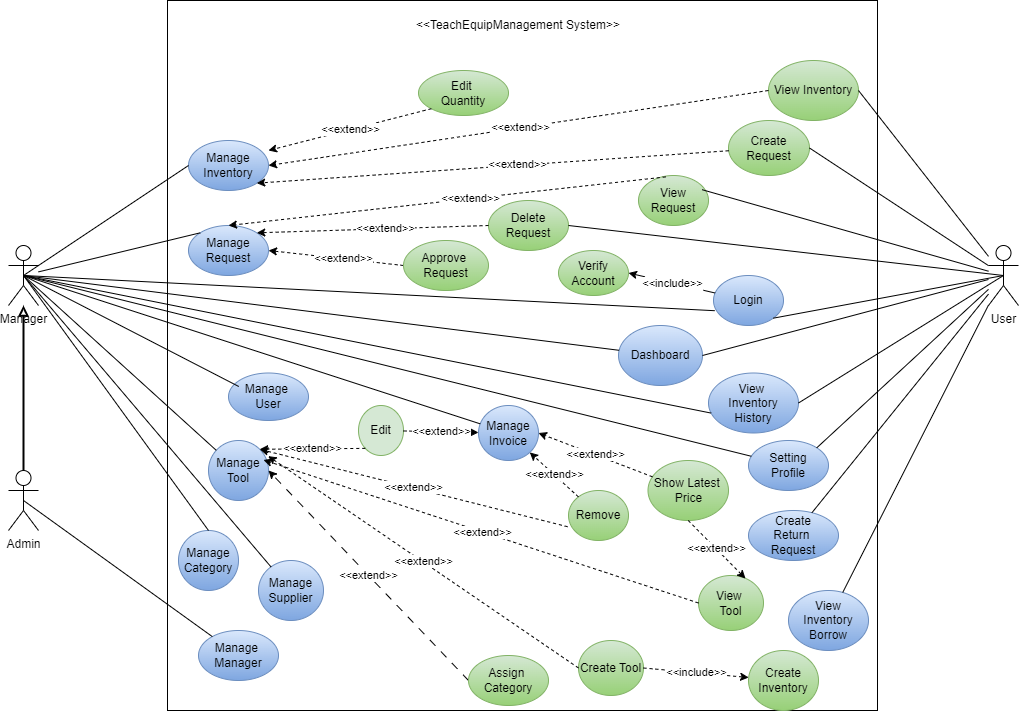 <<TeachEquipManagement System>>
Edit
Quantity
View Inventory
<<extend>>
<<extend>>
Create
Request
Manage
Inventory
<<extend>>
View
Request
<<extend>>
Delete
Request
<<extend>>
Manage
Request
Approve
Request
<<extend>>
Verify
Account
<<include>>
Login
Manager
User
Dashboard
Manage
User
View
Inventory
History
Edit
<<extend>>
Manage
Invoice
<<extend>>
<<extend>>
Manage
Tool
Setting
Profile
<<extend>>
<<extend>>
Show Latest
Price
Remove
Create
Return
Request
<<extend>>
<<extend>>
Admin
Manage
Category
<<extend>>
<<extend>>
Manage
Supplier
View
Tool
View
Inventory
Borrow
Manage
Manager
Assign
Category
Create Tool
<<include>>
Create
Inventory